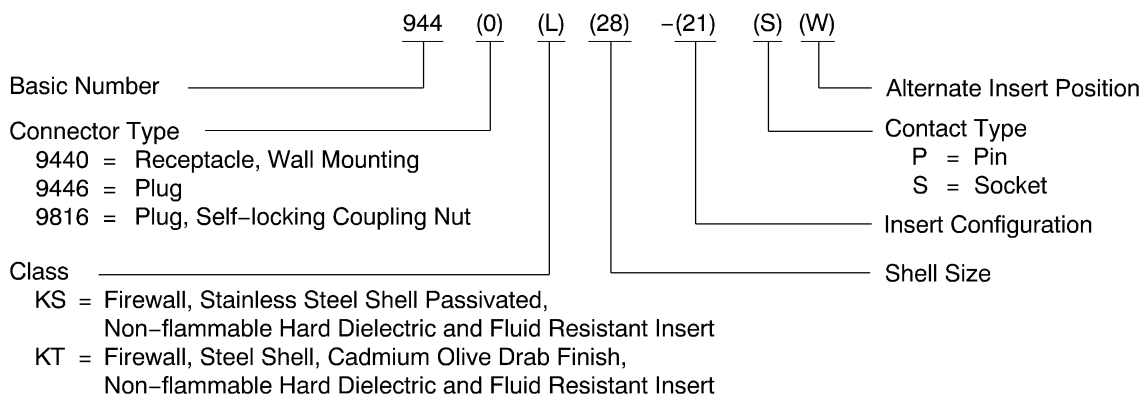 944 (0) (L) (28) –(21) (S) (W)
Basic Number
Connector Type
9440 = Receptacle, Wall Mounting
9446 = Plug
9816 = Plug, Self–locking Coupling Nut
Class
KS = Firewall, Stainless Steel Shell Passivated,
Non–flammable Hard Dielectric and Fluid Resistant Insert
KT = Firewall, Steel Shell, Cadmium Olive Drab Finish,
Non–flammable Hard Dielectric and Fluid Resistant Insert
Alternate Insert Position
Contact Type
P = Pin
S = Socket
Insert Configuration
Shell Size